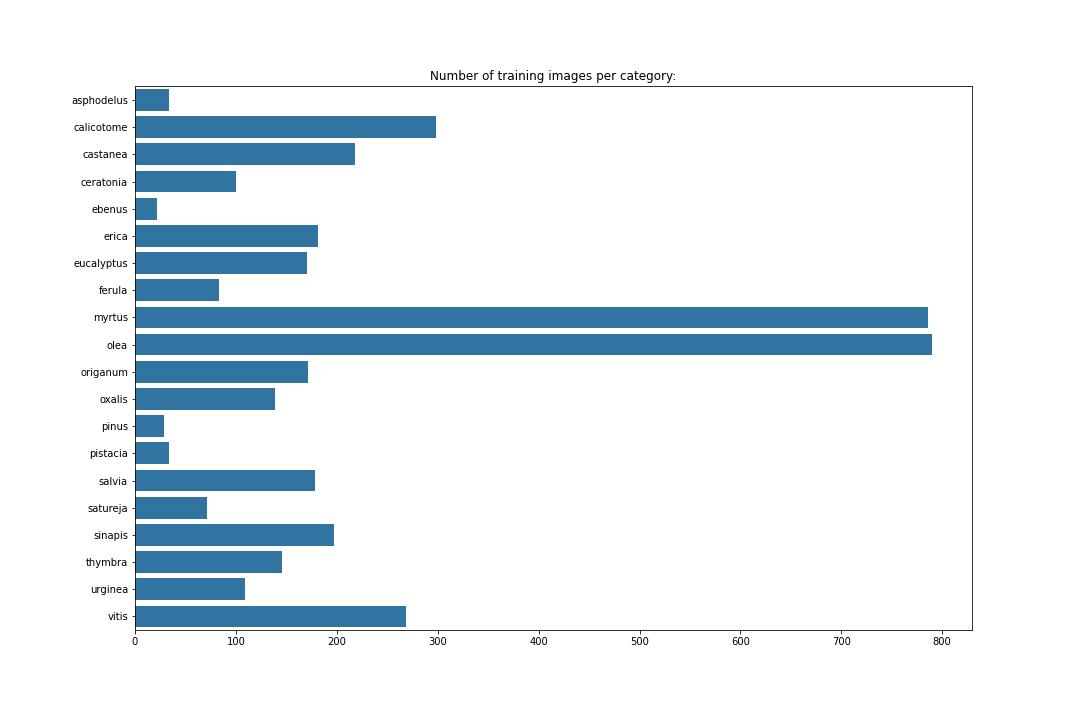 Number of training images per category:
asphodelus
calicotome
castanea
ceratonia
ebenus
erica
eucalyptus
ferula
myrtus
olea
origanum
oxalis
pinus
pistacia
salvia
satureja
sinapis
thymbra
urginea
vitis
0 100 200 300 400 500 600 700 800